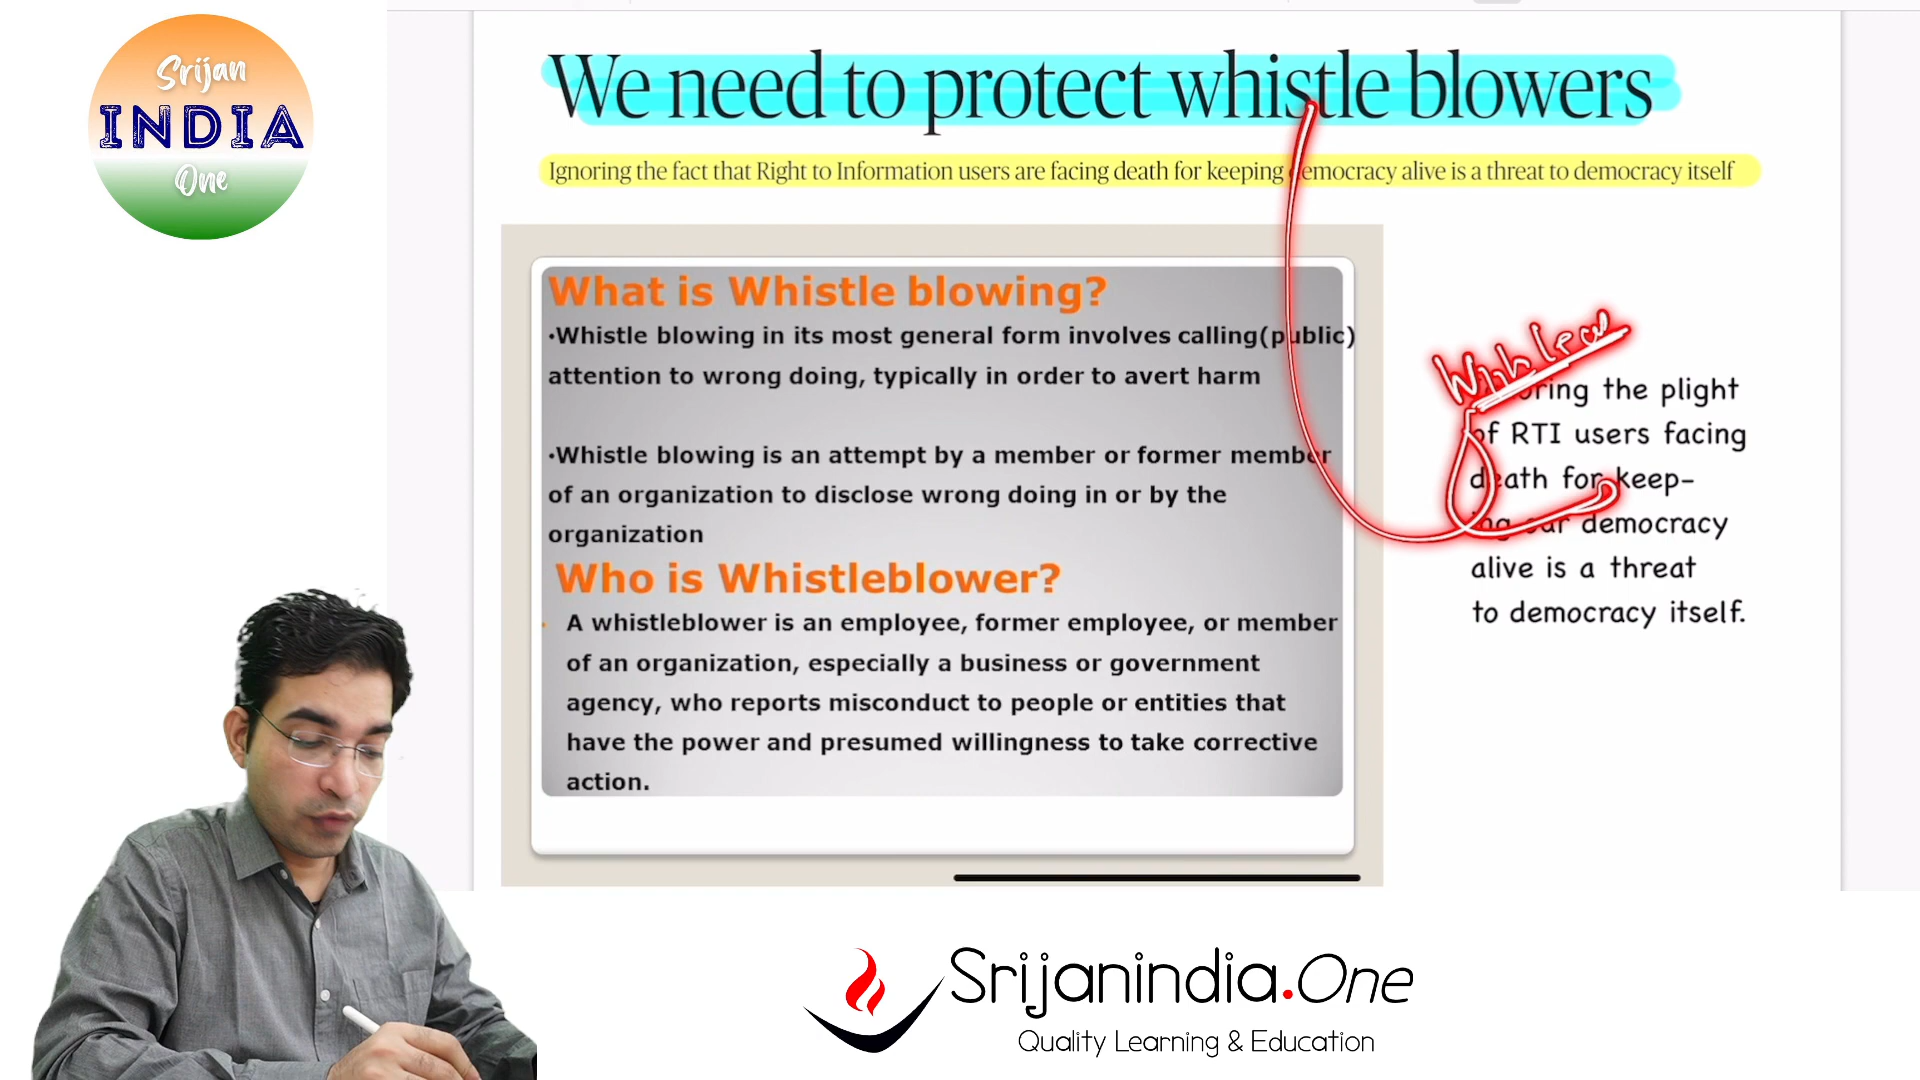 Srijan
INDIA
One
We need to protect whistle blowers
Ignoring the fact that Right to Information users are facing death for keeping democracy alive is a threat to democracy itself
What is Whistle blowing?
•Whistle blowing in its most general form involves calling(public)
attention to wrong doing, typically in order to avert harm
•Whistle blowing is an attempt by a member or former member
of an organization to disclose wrong doing in or by the
organization
Who is Whistleblower?
A whistleblower is an employee, former employee, or member
of an organization, especially a business or government
agency, who reports misconduct to people or entities that
have the power and presumed willingness to take corrective
action.
the plight
of RTI users facing
death for keep-
ing our democracy
alive is a threat
to democracy itself.
Srijanindia.One
Quality Learning & Education